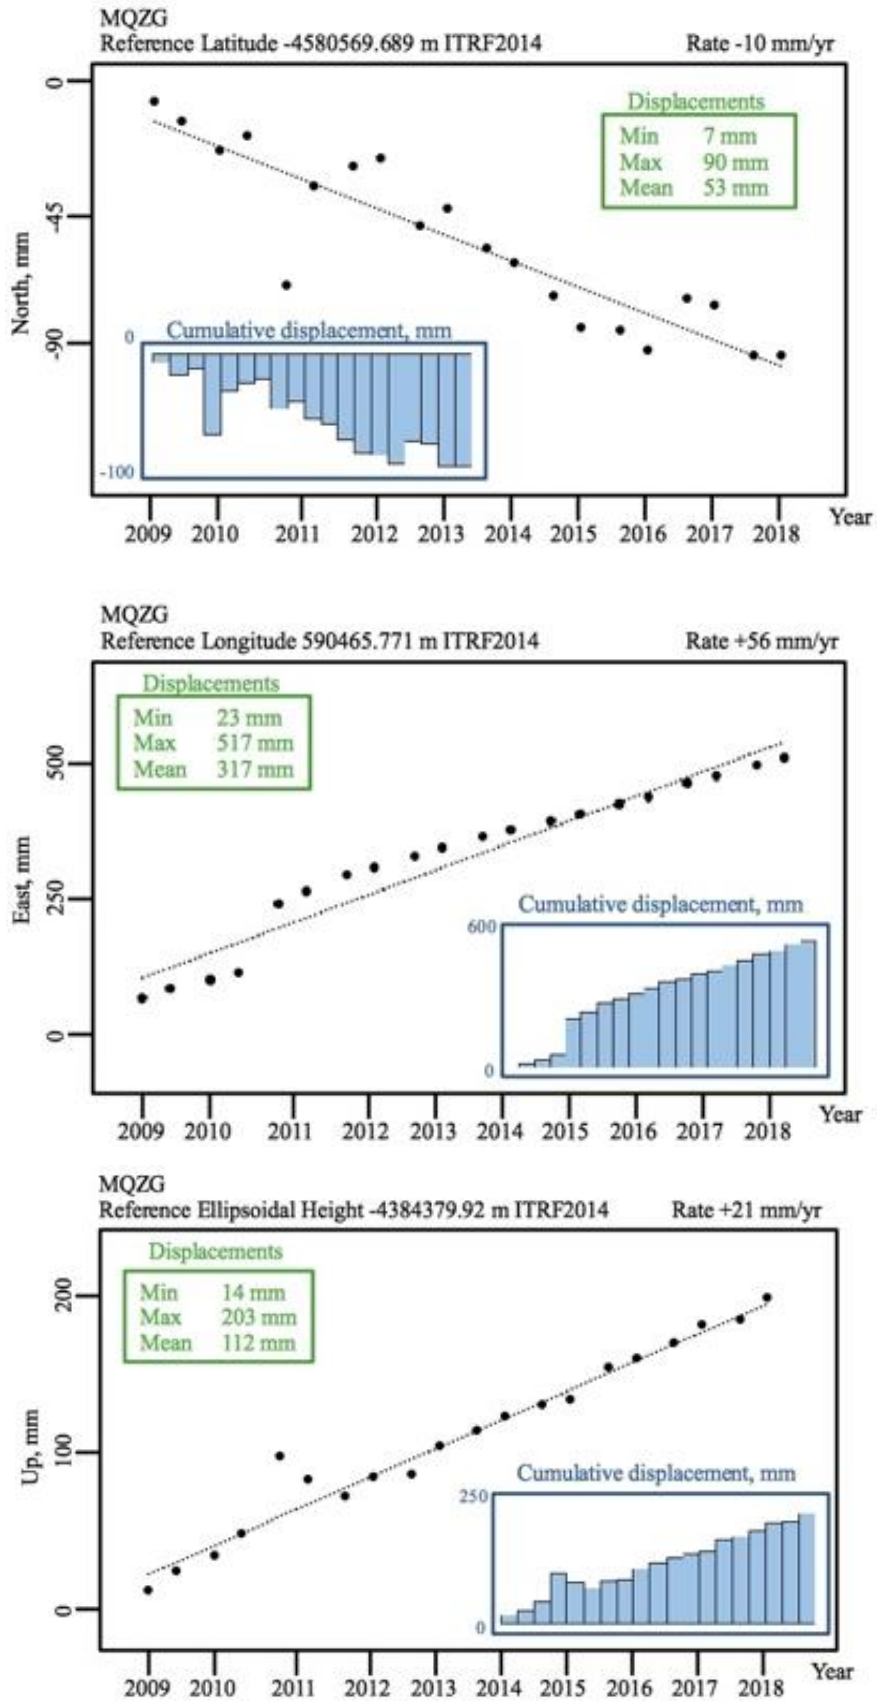 MQZG
Reference Latitude -4580569.689 m ITRF2014 Rate -10 mm/yr
0
Displacements
Min 7 mm
Max 90 mm
Mean 53 mm
-45
North, mm
0
Cumulative displacement, mm
-90
-100
Year
2009 2010 2011 2012 2013 2014 2015 2016 2017 2018
MQZG
Reference Longitude 590465.771 m ITRF2014 Rate +56 mm/yr
Displacements
Min 23 mm
Max 517 mm
Mean 317 mm
500
East, mm
250
Cumulative displacement, mm
600
0
0
Year
2009 2010 2011 2012 2013 2014 2015 2016 2017 2018
MQZG
Reference Ellipsoidal Height -4384379.92 m ITRF2014 Rate +21 mm/yr
Displacements
Min 14 mm
Max 203 mm
Mean 112 mm
200
Up, mm
100
Cumulative displacement, mm
250
0
0
Year
2009 2010 2011 2012 2013 2014 2015 2016 2017 2018